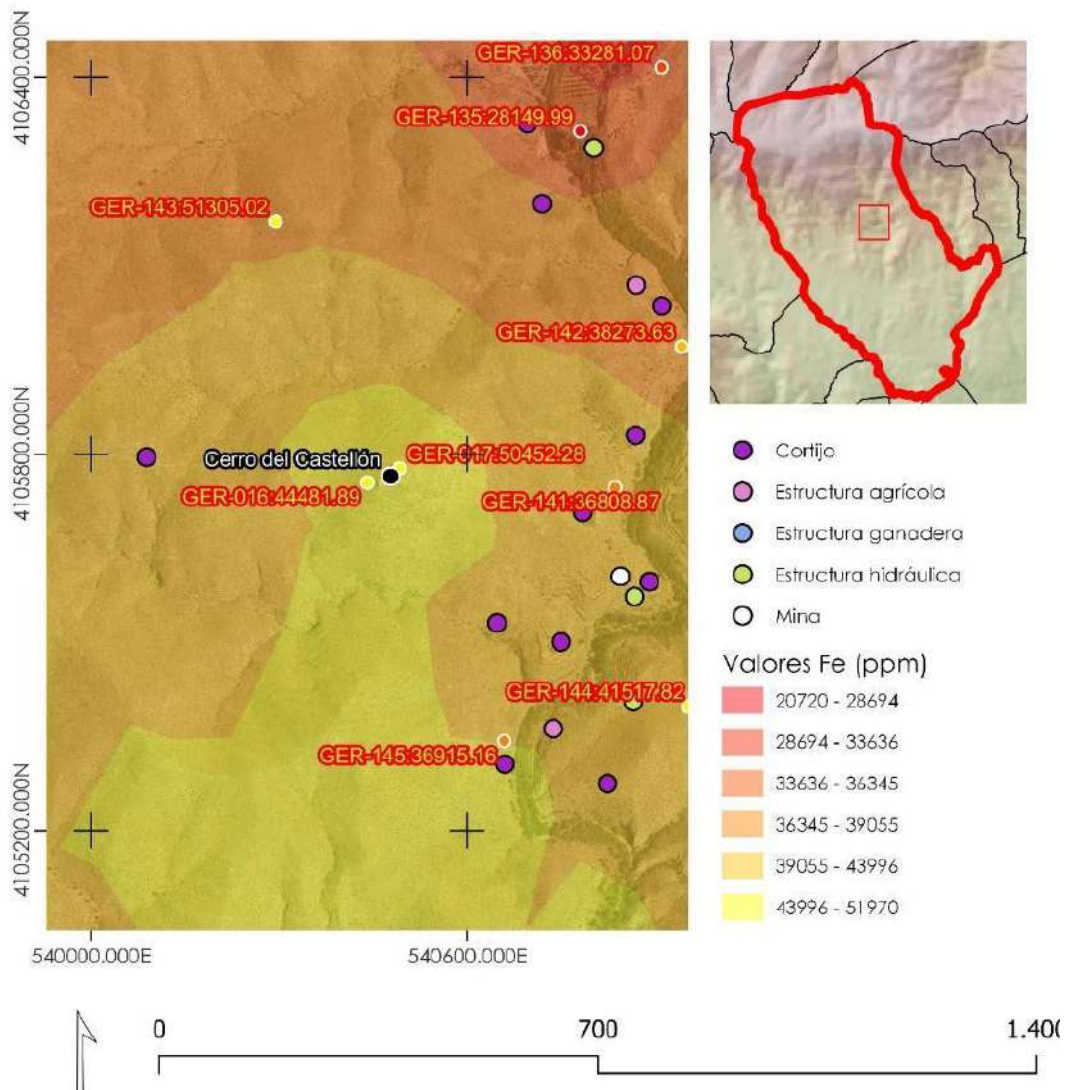 GER-136:33281.07
4106400.000N
GER-135:28149.99
GER-143:51305.02
GER-142:38273.63
4105800.000N
Cerro del Castellón
GER-017:50452.28
GER-016:44481.89
GER-141:36808.87
GER-144:41517.82
GER-145:36915.16
4105200.000N
540000.000E
540600.000E
Cortijo
Estructura agrícola
Estructura ganadera
Estructura hidráulica
Mina
Valores Fe (ppm)
20720 - 28694
28694 - 33636
33636 - 36345
36345 - 39055
39055 - 43996
43996 - 51970
0
700